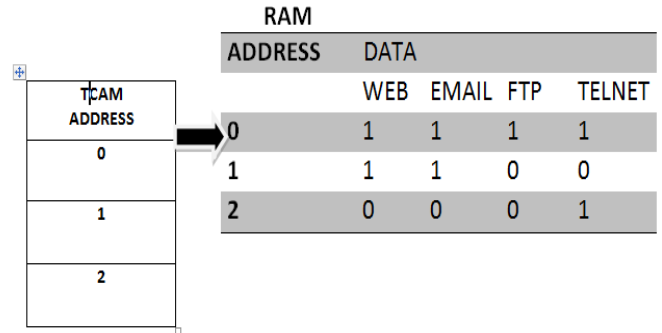 RAM
ADDRESS DATA
WEB EMAIL FTP TELNET
0 1 1 1 1
1 1 1 0 0
2 0 0 0 1
TCAM
ADDRESS
0
1
2